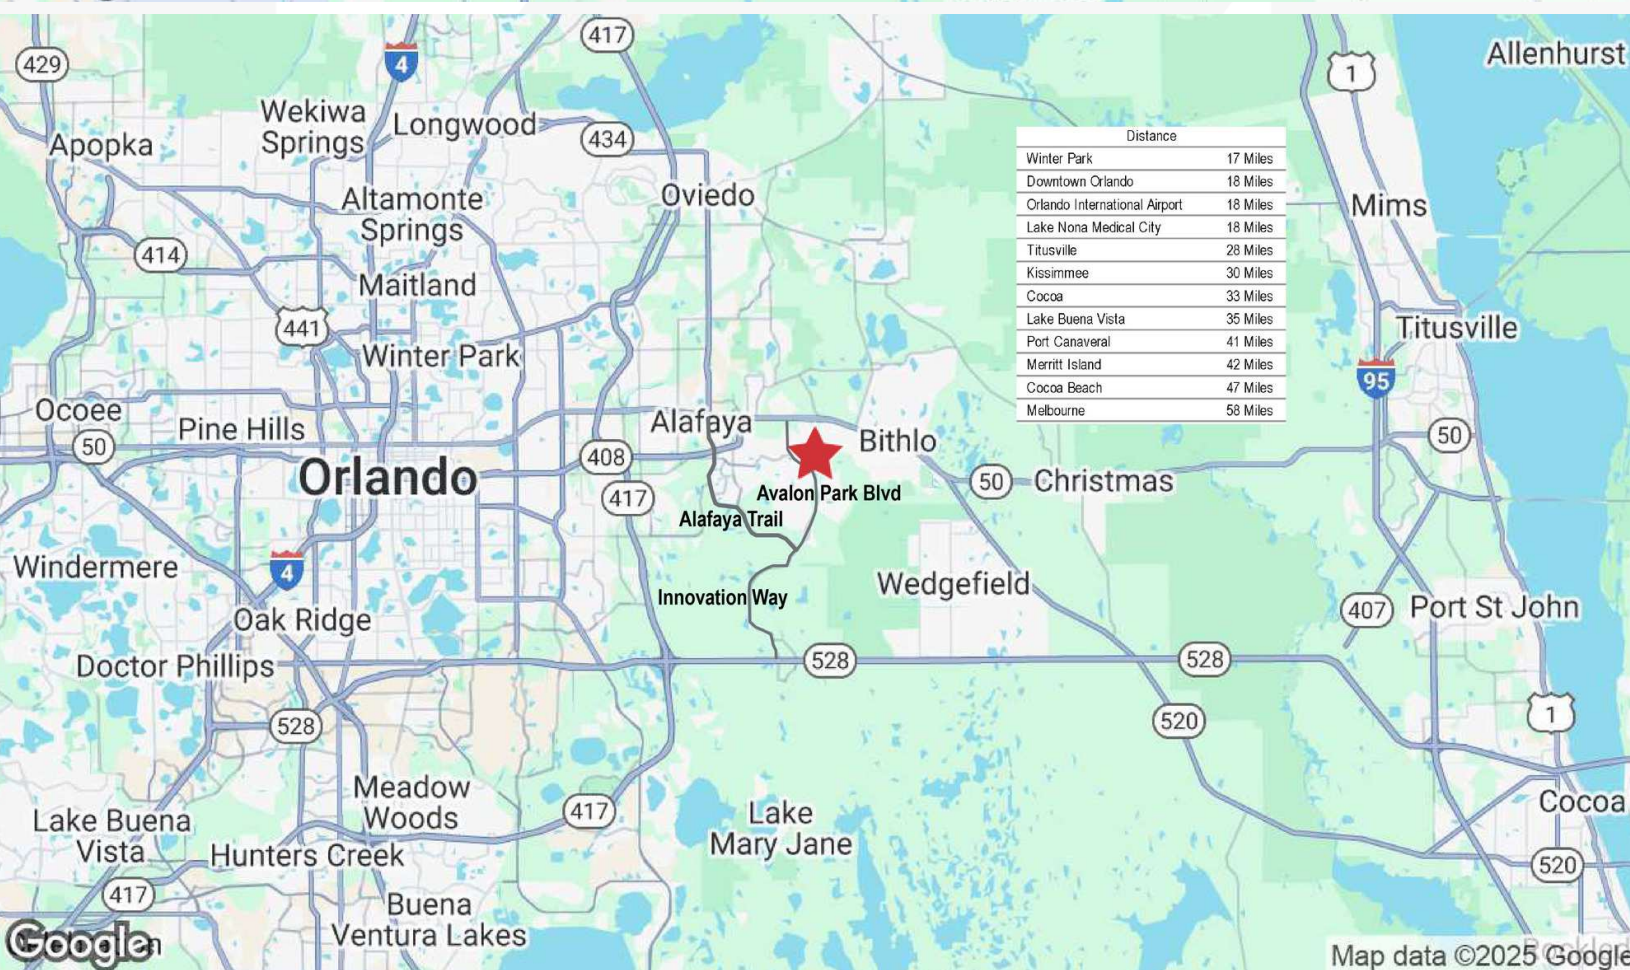 417
1
Allenhurst
429
4
Wekiwa
Springs
Longwood
434
Apopka
Distance
Winter Park 17 Miles
Downtown Orlando 18 Miles
Orlando International Airport 18 Miles
Lake Nona Medical City 18 Miles
Titusville 28 Miles
Kissimmee 30 Miles
Cocoa 33 Miles
Lake Buena Vista 35 Miles
Port Canaveral 41 Miles
Merritt Island 42 Miles
Cocoa Beach 47 Miles
Melbourne 58 Miles
Altamonte
Springs
Oviedo
Mims
414
Maitland
441
Winter Park
Titusville
95
Ocoee
50
Pine Hills
Alafaya
Bithlo
50
408
Orlando
417
50
Christmas
Avalon Park Blvd
Alafaya Trail
Windermere
4
Wedgefield
Innovation Way
Oak Ridge
407
Port St John
Doctor Phillips
528
528
528
520
1
Meadow
Woods
417
Lake
Mary Jane
Cocoa
Lake Buena
Vista
Hunters Creek
520
417
Buena
Ventura Lakes
Google
Map data ©2025 Google